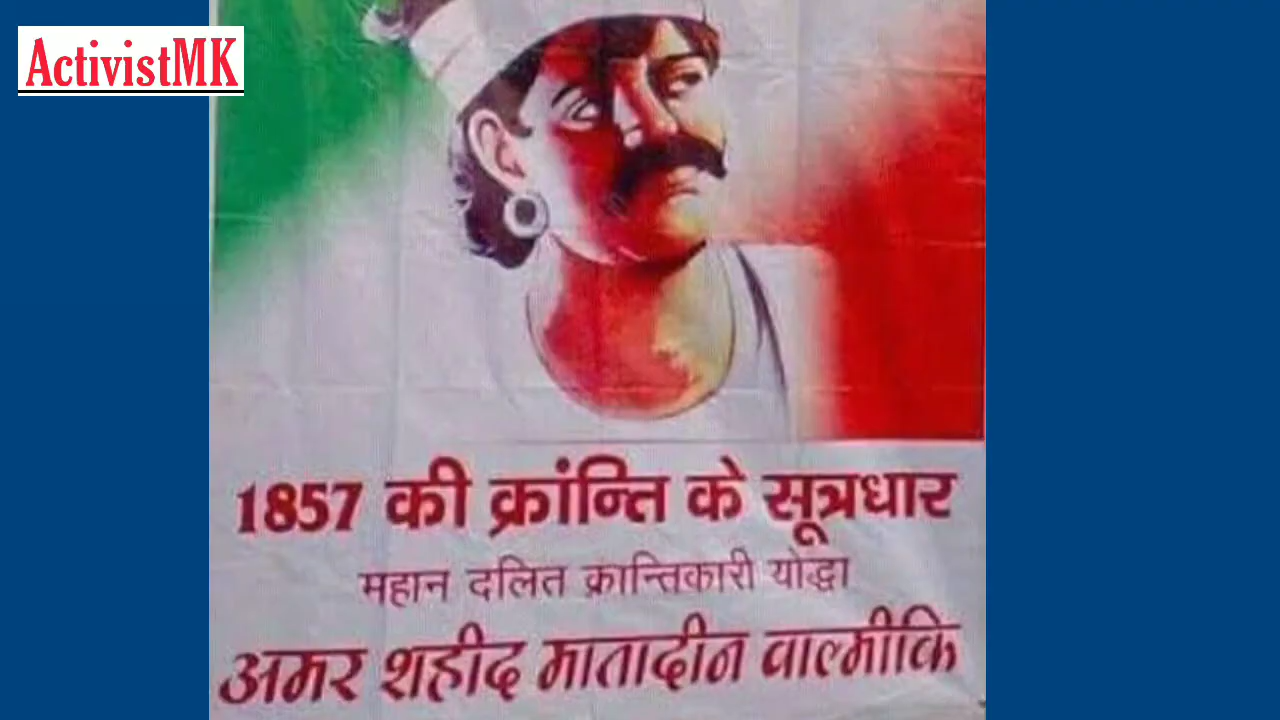 ActivistMK
1857 की क्रांन्ति के सूत्रधार
महान दलित क्रान्तिकारी योद्धा
अमर शहीद मातादीन वाल्मीकि